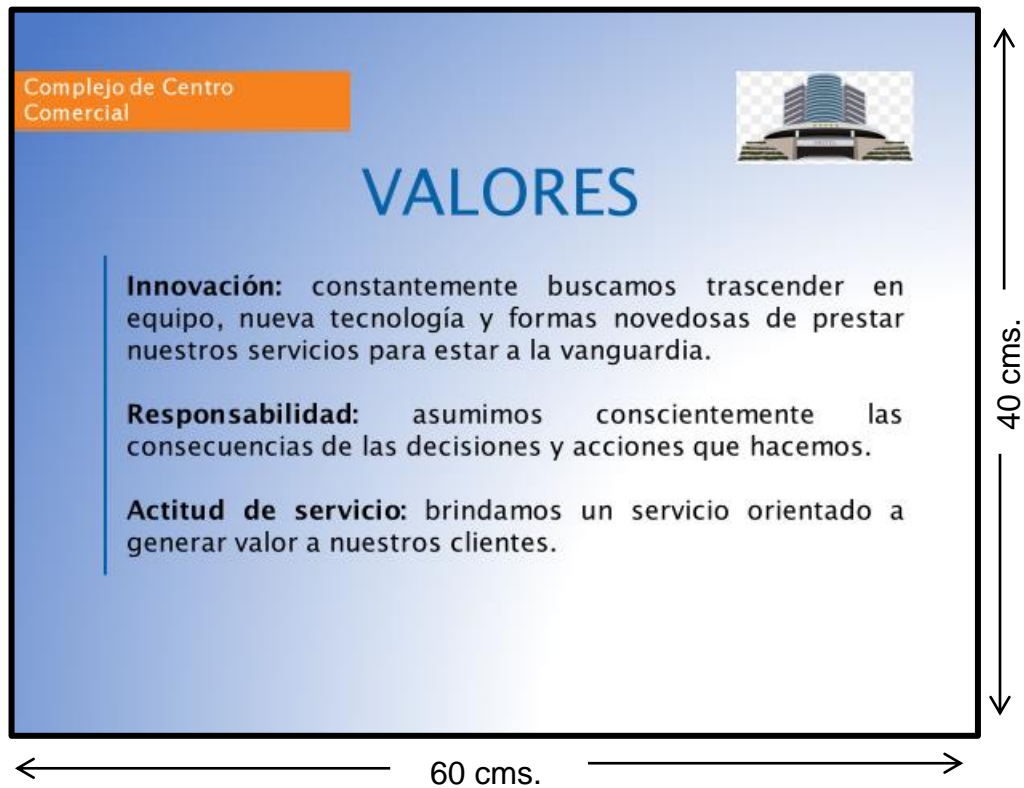 Complejo de Centro
Comercial
VALORES
Innovación: constantemente buscamos trascender en
equipo, nueva tecnología y formas novedosas de prestar
nuestros servicios para estar a la vanguardia.
Responsabilidad: asumimos conscientemente las
consecuencias de las decisiones y acciones que hacemos.
Actitud de servicio: brindamos un servicio orientado a
generar valor a nuestros clientes.
40 cms.
60 cms.